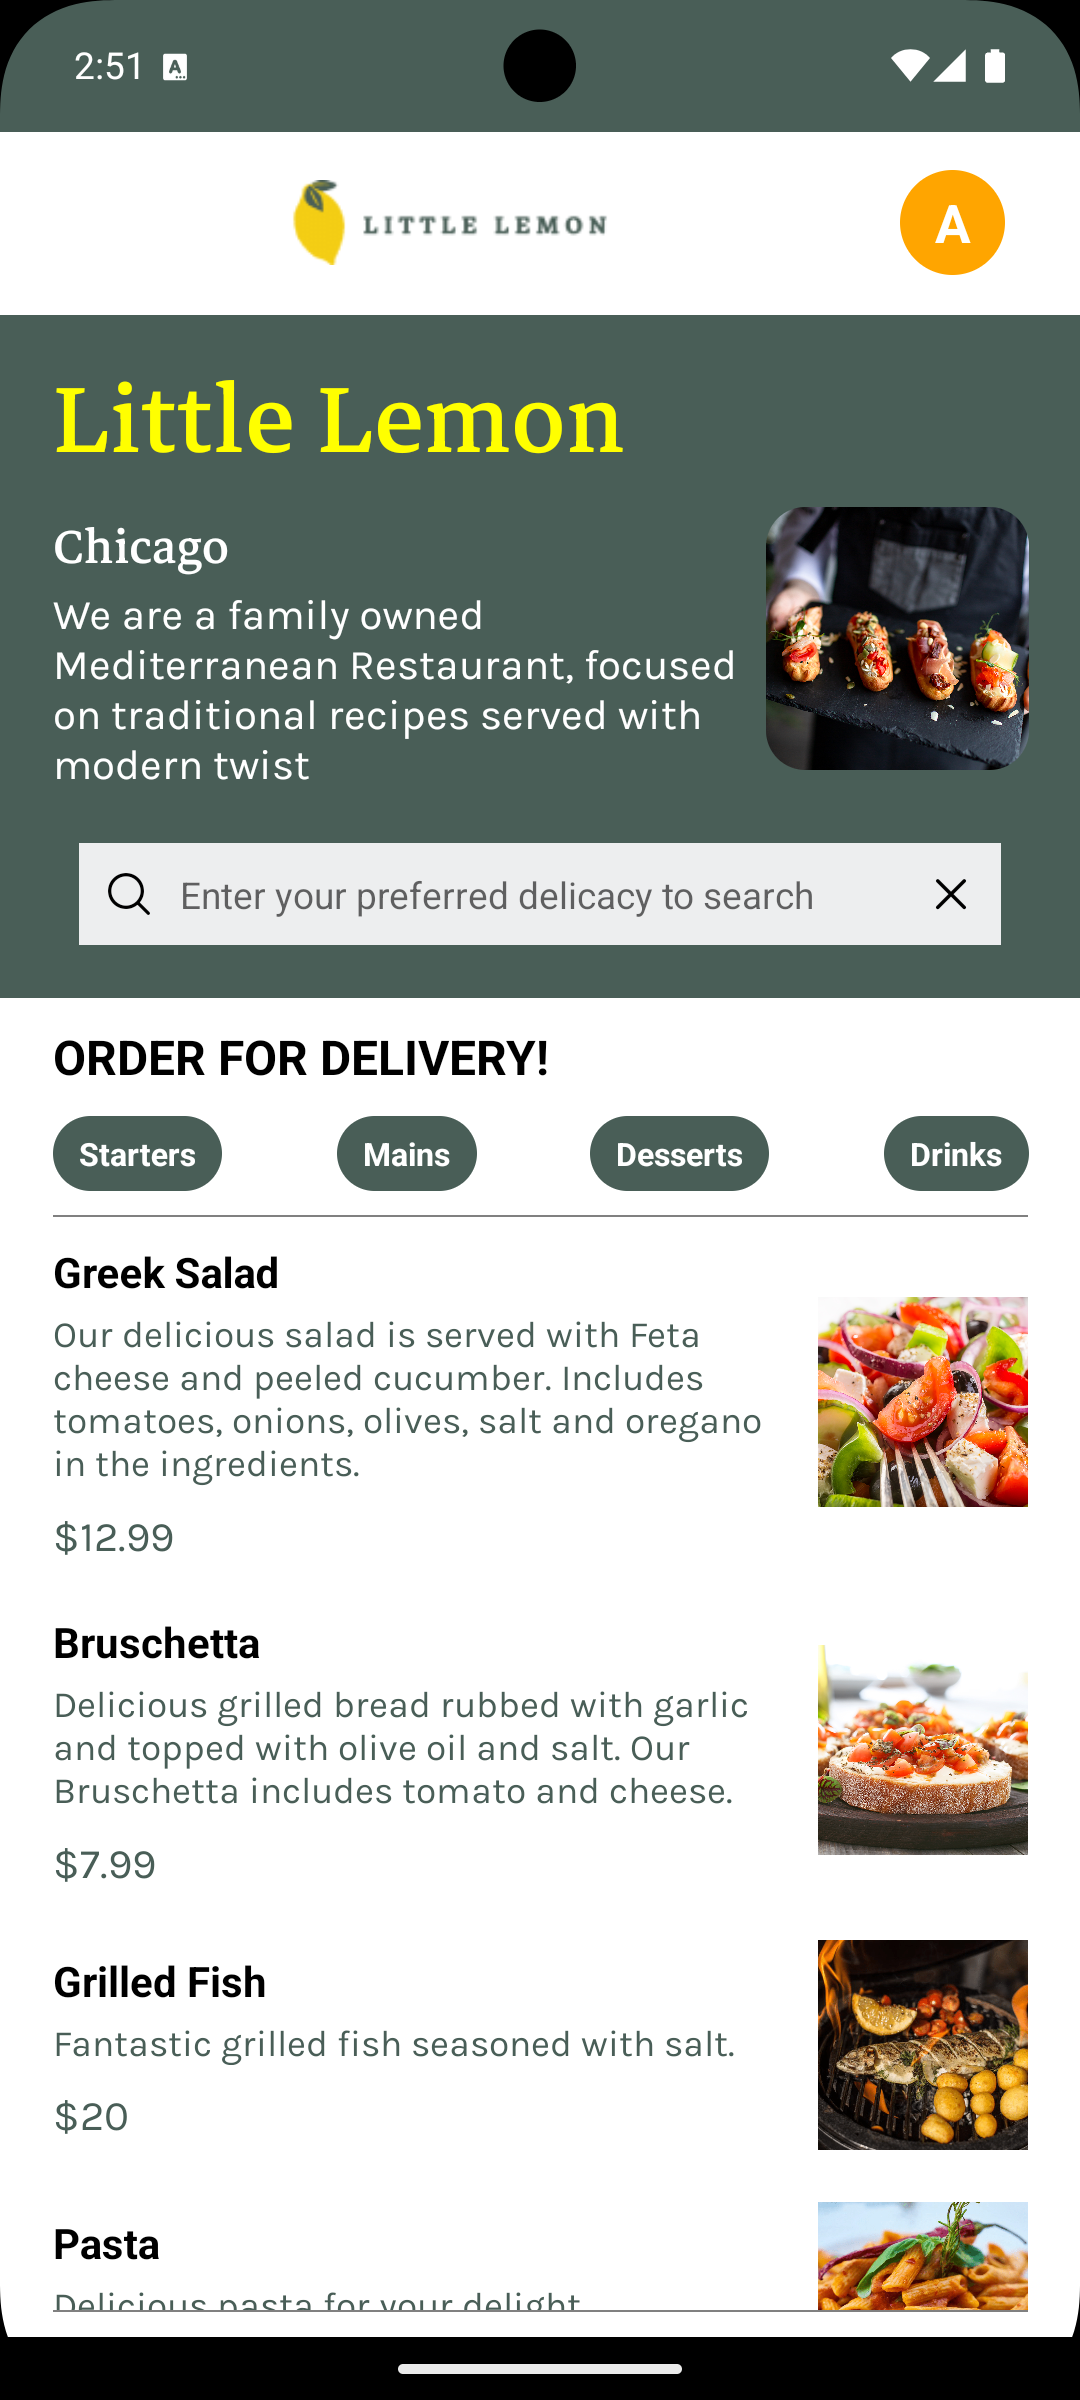 2:51
A
LITTLE LEMON
A
Little Lemon
Chicago
We are a family owned
Mediterranean Restaurant, focused
on traditional recipes served with
modern twist
Enter your preferred delicacy to search
ORDER FOR DELIVERY!
Starters Mains Desserts Drinks
Greek Salad
Our delicious salad is served with Feta
cheese and peeled cucumber. Includes
tomatoes, onions, olives, salt and oregano
in the ingredients.
$12.99
Bruschetta
Delicious grilled bread rubbed with garlic
and topped with olive oil and salt. Our
Bruschetta includes tomato and cheese.
$7.99
Grilled Fish
Fantastic grilled fish seasoned with salt.
$20
Pasta
Delicious pasta for your delight